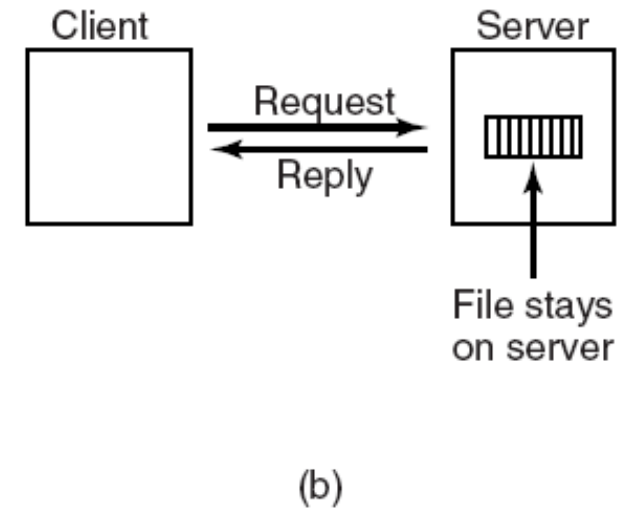 Client
Server
Request
Reply
File stays
on server
(b)